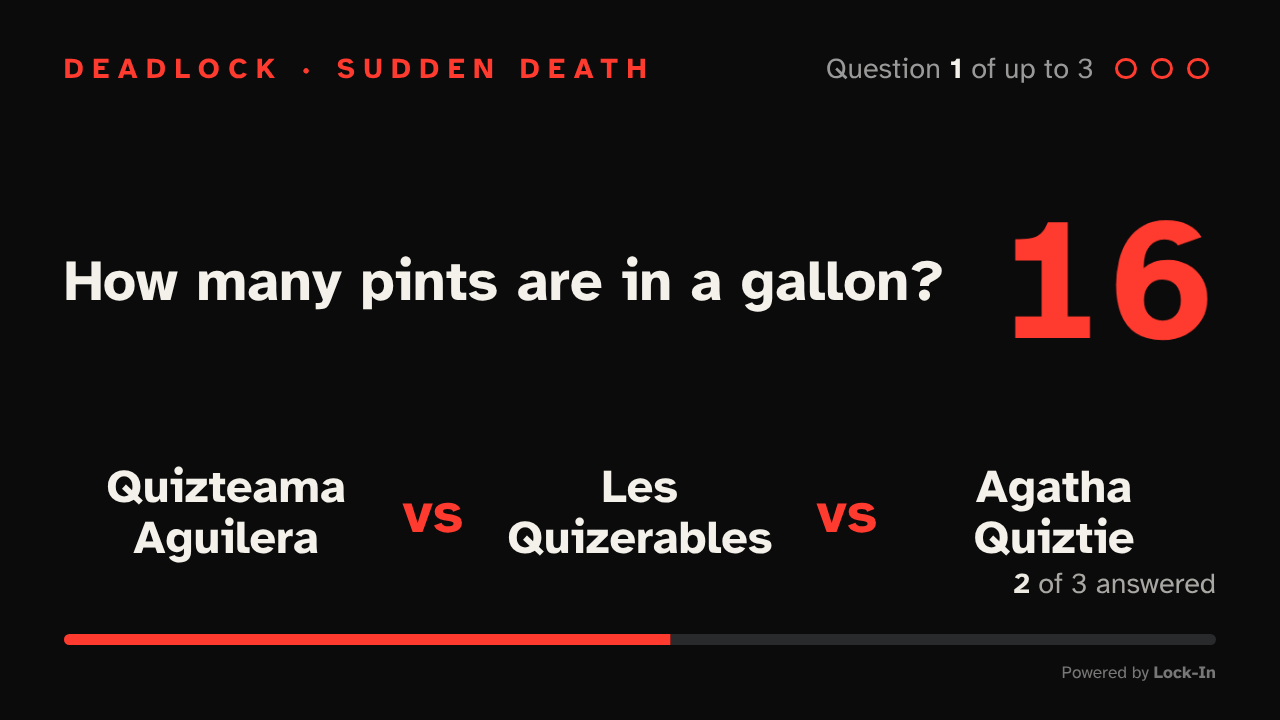 DEADLOCK · SUDDEN DEATH
Question 1 of up to 3
How many pints are in a gallon?
16
Quizteama
Aguilera
vs
Les
Quizerables
vs
Agatha
Quiztie
2 of 3 answered
Powered by Lock-In